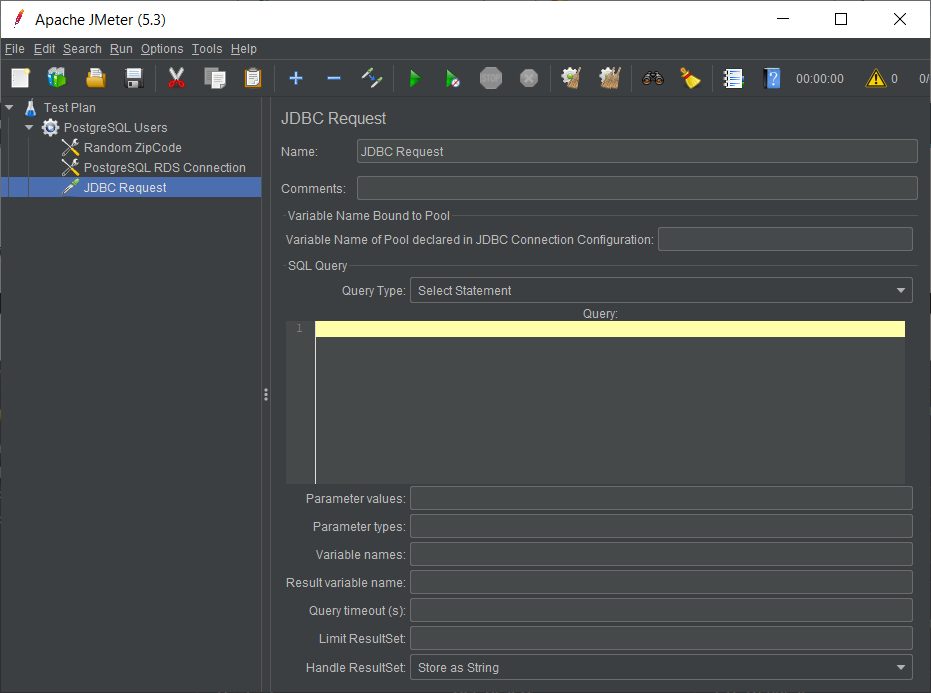 Apache JMeter (5.3)
File Edit Search Run Options Tools Help
STOP 00:00:00 0 0/
Test Plan
PostgreSQL Users
Random ZipCode
PostgreSQL RDS Connection
JDBC Request
JDBC Request
Name: JDBC Request
Comments:
Variable Name Bound to Pool
Variable Name of Pool declared in JDBC Connection Configuration:
SQL Query
Query Type: Select Statement
Query:
1
Parameter values:
Parameter types:
Variable names:
Result variable name:
Query timeout (s):
Limit ResultSet:
Handle ResultSet: Store as String